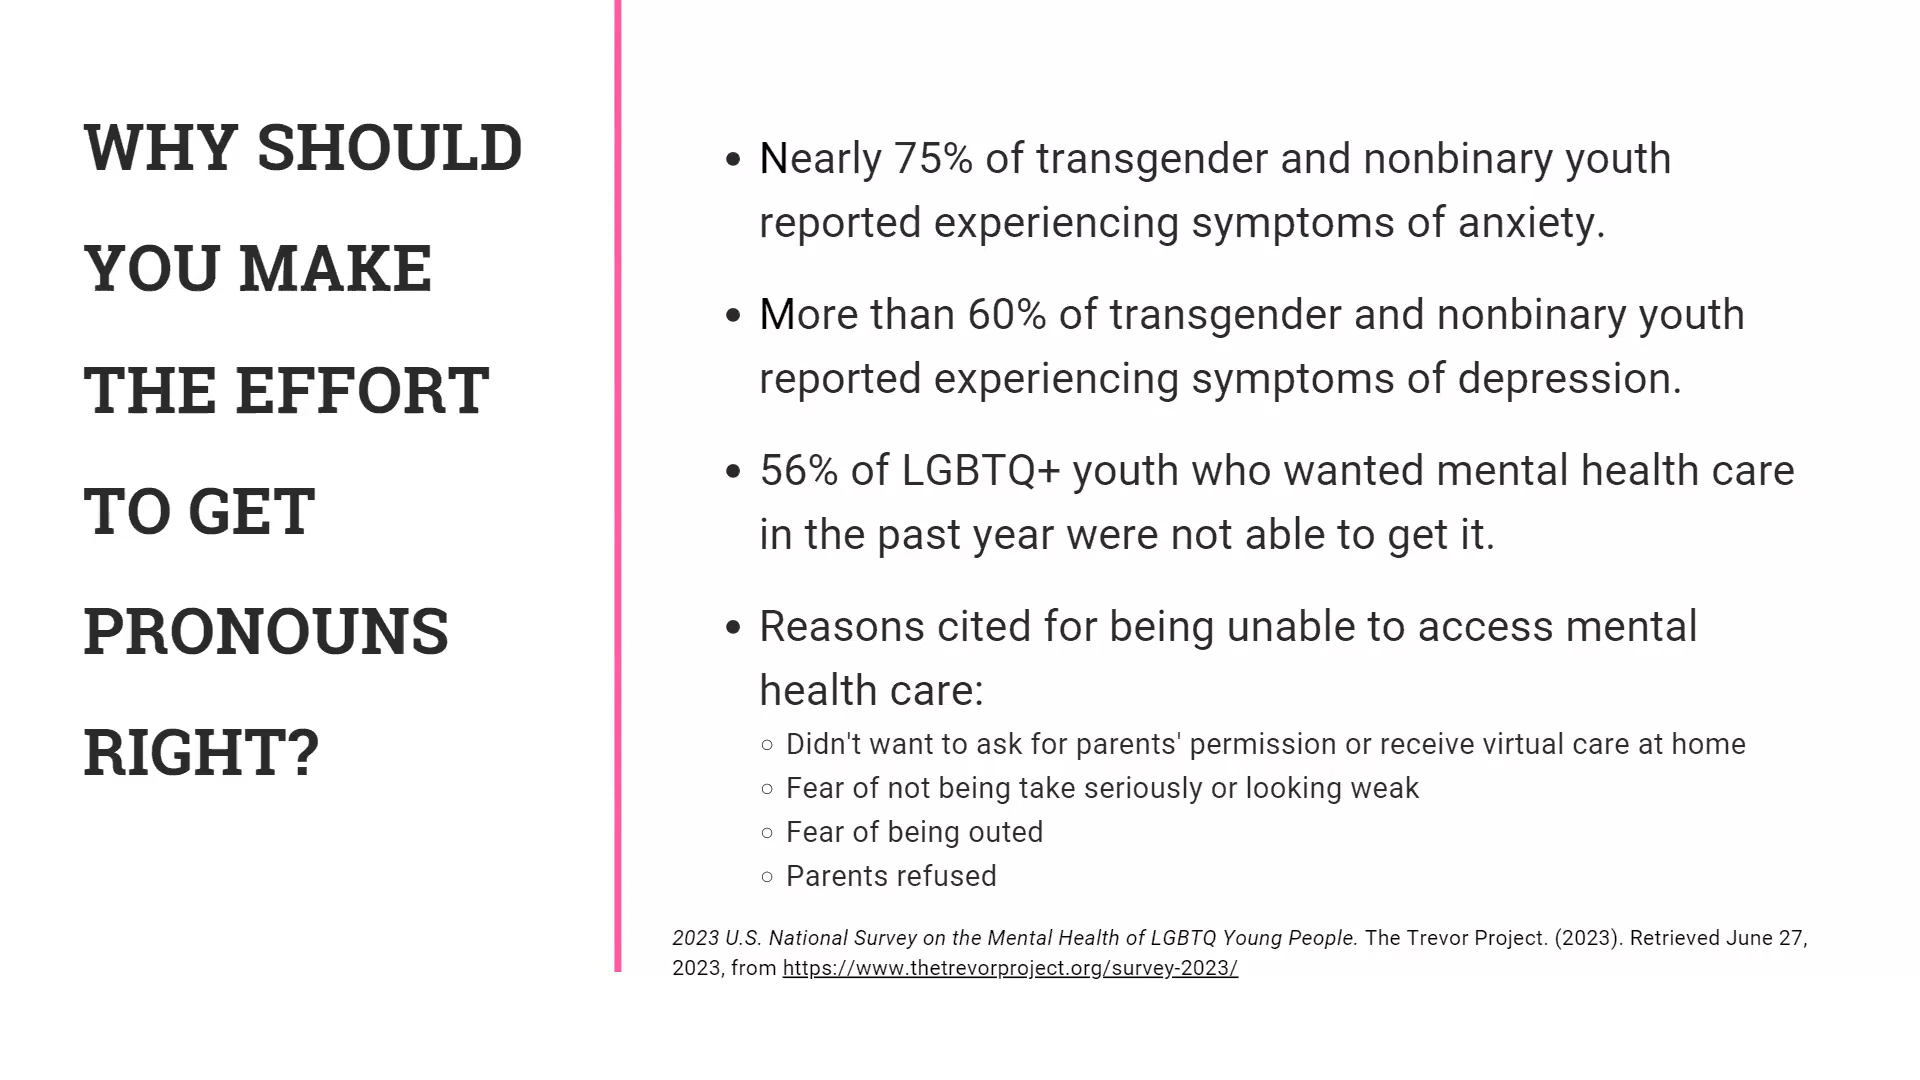 WHY SHOULD
YOU MAKE
THE EFFORT
TO GET
PRONOUNS
RIGHT?
• Nearly 75% of transgender and nonbinary youth
reported experiencing symptoms of anxiety.
• More than 60% of transgender and nonbinary youth
reported experiencing symptoms of depression.
• 56% of LGBTQ+ youth who wanted mental health care
in the past year were not able to get it.
• Reasons cited for being unable to access mental
health care:
○ Didn't want to ask for parents' permission or receive virtual care at home
○ Fear of not being take seriously or looking weak
○ Fear of being outed
○ Parents refused
2023 U.S. National Survey on the Mental Health of LGBTQ Young People. The Trevor Project. (2023). Retrieved June 27,
2023, from https://www.thetrevorproject.org/survey-2023/